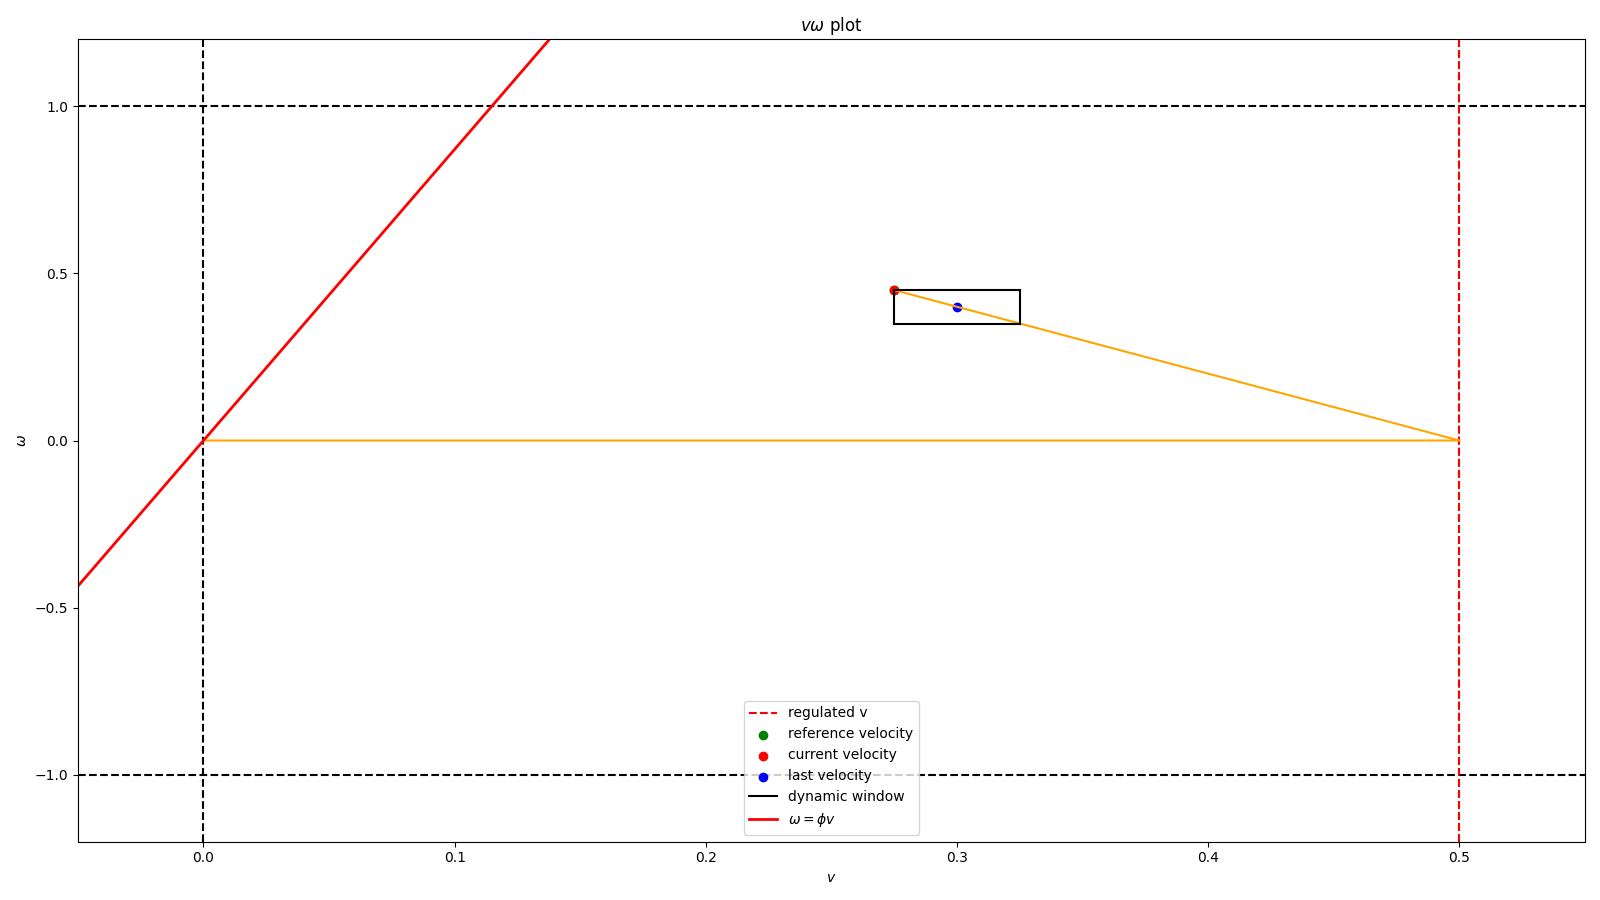 vω plot
1.0
0.5
0.0
−0.5
−1.0
ω
regulated v
reference velocity
current velocity
last velocity
dynamic window
ω = ϕv
0.0 0.1 0.2 0.3 0.4 0.5
v